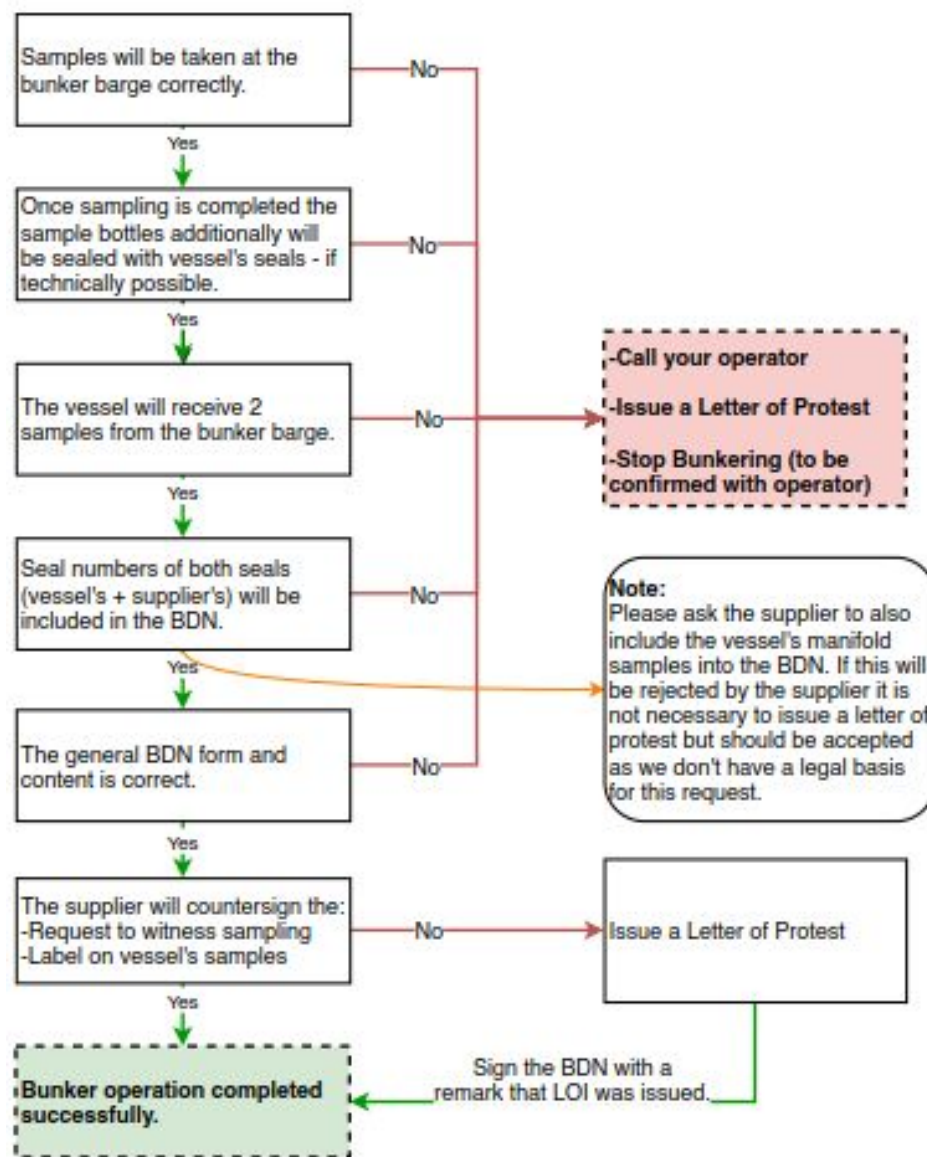 Samples will be taken at the
bunker barge correctly.
No
Yes
Once sampling is completed the
sample bottles additionally will
be sealed with vessel's seals - if
technically possible.
No
Yes
-Call your operator
-Issue a Letter of Protest
-Stop Bunkering (to be
confirmed with operator)
The vessel will receive 2
samples from the bunker barge.
No
Yes
Seal numbers of both seals
(vessel's + supplier's) will be
included in the BDN.
No
Yes
Note:
Please ask the supplier to also
include the vessel's manifold
samples into the BDN. If this will
be rejected by the supplier it is
not necessary to issue a letter of
protest but should be accepted
as we don't have a legal basis
for this request.
The general BDN form and
content is correct.
No
Yes
The supplier will countersign the:
-Request to witness sampling
-Label on vessel's samples
No
Issue a Letter of Protest
Yes
Sign the BDN with a
remark that LOI was issued.
Bunker operation completed
successfully.